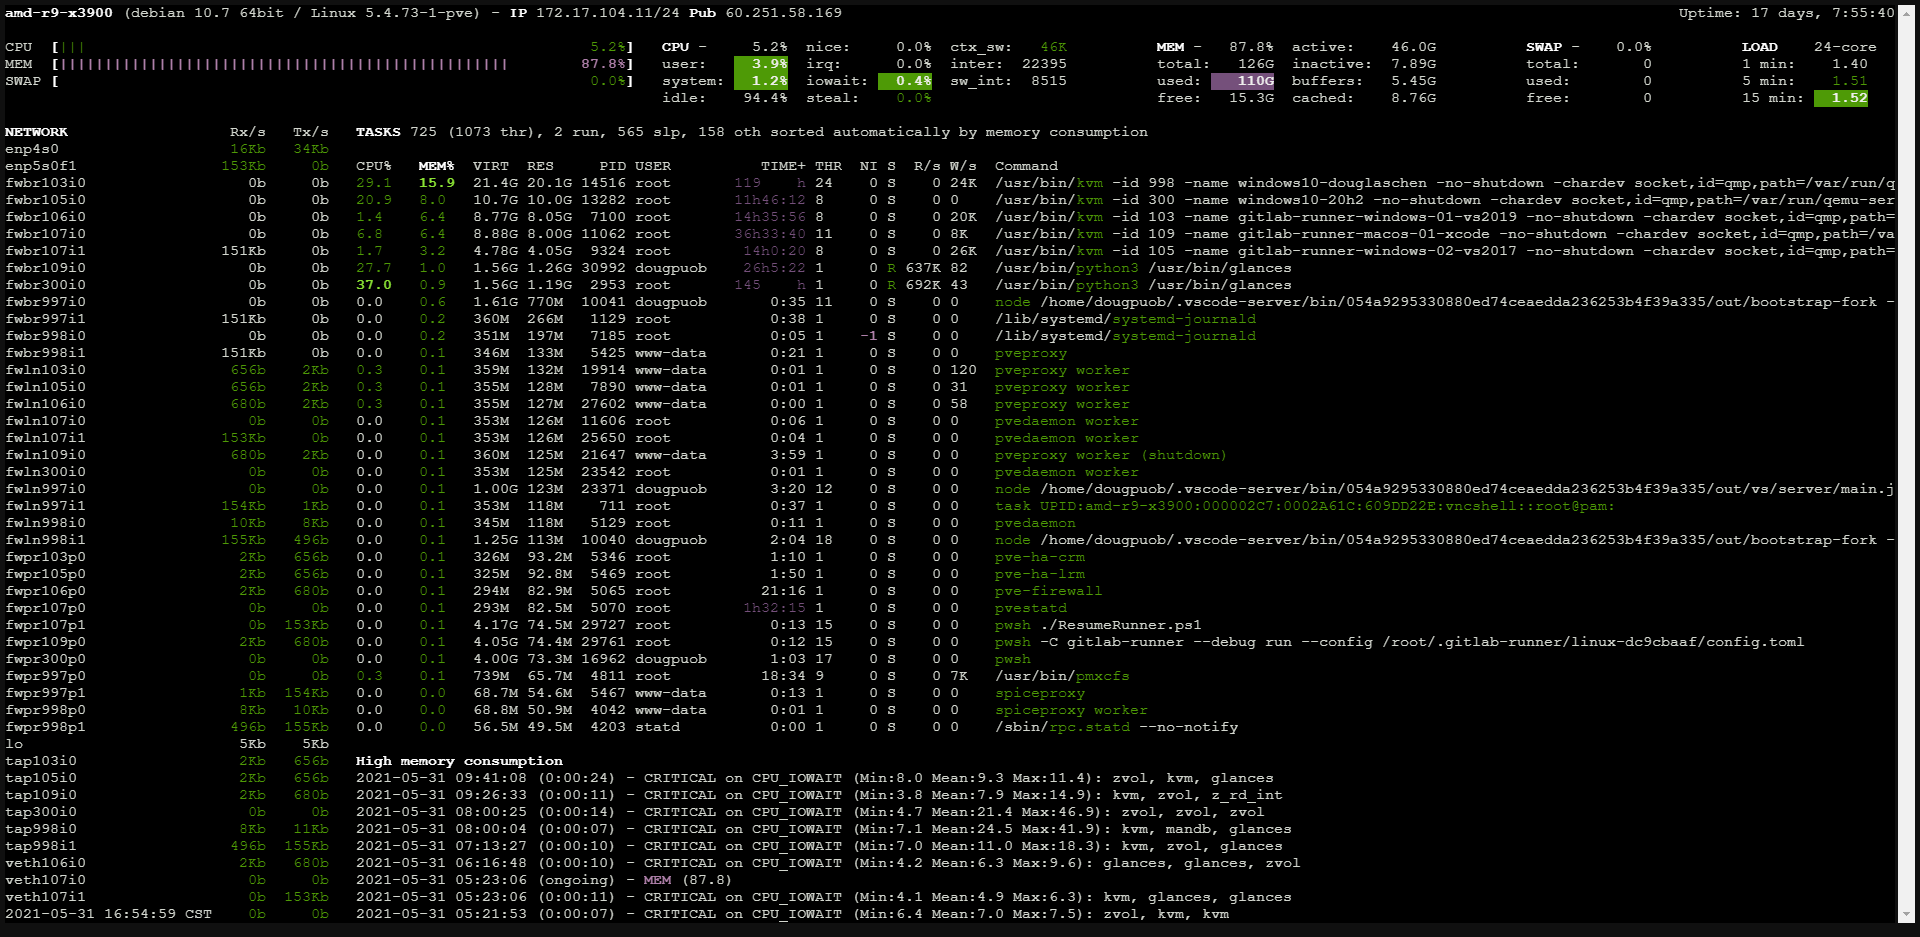 amd-r9-x3900 (debian 10.7 64bit / Linux 5.4.73-1-pve) - IP 172.17.104.11/24 Pub 60.251.58.169 Uptime: 17 days, 7:55:40
CPU [||| 5.2%] CPU - 5.2% nice: 0.0% ctx_sw: 46K MEM - 87.8% active: 46.0G SWAP - 0.0% LOAD 24-core
MEM [|||||||||||||||||||||||||||||||||||||||||||||||||| 87.8%] user: 3.9% irq: 0.0% inter: 22395 total: 126G inactive: 7.89G total: 0 1 min: 1.40
SWAP [ 0.0%] system: 1.2% iowait: 0.4% sw_int: 8515 used: 110G buffers: 5.45G used: 0 5 min: 1.51
idle: 94.4% steal: 0.0% free: 15.3G cached: 8.76G free: 0 15 min: 1.52
NETWORK Rx/s Tx/s TASKS 725 (1073 thr), 2 run, 565 slp, 158 oth sorted automatically by memory consumption
enp4s0 16Kb 34Kb
enp5s0f1 153Kb 0b CPU% MEM% VIRT RES PID USER TIME+ THR NI S R/s W/s Command
fwbr103i0 0b 0b 29.1 15.9 21.4G 20.1G 14516 root 119 h 24 0 S 0 24K /usr/bin/kvm -id 998 -name windows10-douglaschen -no-shutdown -chardev socket,id=qmp,path=/var/run/q
fwbr105i0 0b 0b 20.9 8.0 10.7G 10.0G 13282 root 11h46:12 8 0 S 0 0 /usr/bin/kvm -id 300 -name windows10-20h2 -no-shutdown -chardev socket,id=qmp,path=/var/run/qemu-ser
fwbr106i0 0b 0b 1.4 6.4 8.77G 8.05G 7100 root 14h35:56 8 0 S 0 20K /usr/bin/kvm -id 103 -name gitlab-runner-windows-01-vs2019 -no-shutdown -chardev socket,id=qmp,path=
fwbr107i0 0b 0b 6.8 6.4 8.88G 8.00G 11062 root 36h33:40 11 0 S 0 8K /usr/bin/kvm -id 109 -name gitlab-runner-macos-01-xcode -no-shutdown -chardev socket,id=qmp,path=/va
fwbr107i1 151Kb 0b 1.7 3.2 4.78G 4.05G 9324 root 14h0:20 8 0 S 0 26K /usr/bin/kvm -id 105 -name gitlab-runner-windows-02-vs2017 -no-shutdown -chardev socket,id=qmp,path=
fwbr109i0 0b 0b 27.7 1.0 1.56G 1.26G 30992 dougpuob 26h5:22 1 0 R 637K 82 /usr/bin/python3 /usr/bin/glances
fwbr300i0 0b 0b 37.0 0.9 1.56G 1.19G 2953 root 145 h 1 0 R 692K 43 /usr/bin/python3 /usr/bin/glances
fwbr997i0 0b 0b 0.0 0.6 1.61G 770M 10041 dougpuob 0:35 11 0 S 0 0 node /home/dougpuob/.vscode-server/bin/054a9295330880ed74ceaedda236253b4f39a335/out/bootstrap-fork -
fwbr997i1 151Kb 0b 0.0 0.2 360M 266M 1129 root 0:38 1 0 S 0 0 /lib/systemd/systemd-journald
fwbr998i0 0b 0b 0.0 0.2 351M 197M 7185 root 0:05 1 -1 S 0 0 /lib/systemd/systemd-journald
fwbr998i1 151Kb 0b 0.0 0.1 346M 133M 5425 www-data 0:21 1 0 S 0 0 pveproxy
fwln103i0 656b 2Kb 0.3 0.1 359M 132M 19914 www-data 0:01 1 0 S 0 120 pveproxy worker
fwln105i0 656b 2Kb 0.3 0.1 355M 128M 7890 www-data 0:01 1 0 S 0 31 pveproxy worker
fwln106i0 680b 2Kb 0.3 0.1 355M 127M 27602 www-data 0:00 1 0 S 0 58 pveproxy worker
fwln107i0 0b 0b 0.0 0.1 353M 126M 11606 root 0:06 1 0 S 0 0 pvedaemon worker
fwln107i1 153Kb 0b 0.0 0.1 353M 126M 25650 root 0:04 1 0 S 0 0 pvedaemon worker
fwln109i0 680b 2Kb 0.0 0.1 360M 125M 21647 www-data 3:59 1 0 S 0 0 pveproxy worker (shutdown)
fwln300i0 0b 0b 0.0 0.1 353M 125M 23542 root 0:01 1 0 S 0 0 pvedaemon worker
fwln997i0 0b 0b 0.0 0.1 1.00G 123M 23371 dougpuob 3:20 12 0 S 0 0 node /home/dougpuob/.vscode-server/bin/054a9295330880ed74ceaedda236253b4f39a335/out/vs/server/main.j
fwln997i1 154Kb 1Kb 0.0 0.1 353M 118M 711 root 0:37 1 0 S 0 0 task UPID:amd-r9-x3900:000002C7:0002A61C:609DD22E:vncshell::root@pam:
fwln998i0 10Kb 8Kb 0.0 0.1 345M 118M 5129 root 0:11 1 0 S 0 0 pvedaemon
fwln998i1 155Kb 496b 0.0 0.1 1.25G 113M 10040 dougpuob 2:04 18 0 S 0 0 node /home/dougpuob/.vscode-server/bin/054a9295330880ed74ceaedda236253b4f39a335/out/bootstrap-fork -
fwpr103p0 2Kb 656b 0.0 0.1 326M 93.2M 5346 root 1:10 1 0 S 0 0 pve-ha-crm
fwpr105p0 2Kb 656b 0.0 0.1 325M 92.8M 5469 root 1:50 1 0 S 0 0 pve-ha-lrm
fwpr106p0 2Kb 680b 0.0 0.1 294M 82.9M 5065 root 21:16 1 0 S 0 0 pve-firewall
fwpr107p0 0b 0b 0.0 0.1 293M 82.5M 5070 root 1h32:15 1 0 S 0 0 pvestatd
fwpr107p1 0b 153Kb 0.0 0.1 4.17G 74.5M 29727 root 0:13 15 0 S 0 0 pwsh ./ResumeRunner.ps1
fwpr109p0 2Kb 680b 0.0 0.1 4.05G 74.4M 29761 root 0:12 15 0 S 0 0 pwsh -C gitlab-runner --debug run --config /root/.gitlab-runner/linux-dc9cbaaf/config.toml
fwpr300p0 0b 0b 0.0 0.1 4.00G 73.3M 16962 dougpuob 1:03 17 0 S 0 0 pwsh
fwpr997p0 0b 0b 0.3 0.1 739M 65.7M 4811 root 18:34 9 0 S 0 7K /usr/bin/pmxcfs
fwpr997p1 1Kb 154Kb 0.0 0.0 68.7M 54.6M 5467 www-data 0:13 1 0 S 0 0 spiceproxy
fwpr998p0 8Kb 10Kb 0.0 0.0 68.8M 50.9M 4042 www-data 0:01 1 0 S 0 0 spiceproxy worker
fwpr998p1 496b 155Kb 0.0 0.0 56.5M 49.5M 4203 statd 0:00 1 0 S 0 0 /sbin/rpc.statd --no-notify
lo 5Kb 5Kb
tap103i0 2Kb 656b High memory consumption
tap105i0 2Kb 656b 2021-05-31 09:41:08 (0:00:24) - CRITICAL on CPU_IOWAIT (Min:8.0 Mean:9.3 Max:11.4): zvol, kvm, glances
tap109i0 2Kb 680b 2021-05-31 09:26:33 (0:00:11) - CRITICAL on CPU_IOWAIT (Min:3.8 Mean:7.9 Max:14.9): kvm, zvol, z_rd_int
tap300i0 0b 0b 2021-05-31 08:00:25 (0:00:14) - CRITICAL on CPU_IOWAIT (Min:4.7 Mean:21.4 Max:46.9): zvol, zvol, zvol
tap998i0 8Kb 11Kb 2021-05-31 08:00:04 (0:00:07) - CRITICAL on CPU_IOWAIT (Min:7.1 Mean:24.5 Max:41.9): kvm, mandb, glances
tap998i1 496b 155Kb 2021-05-31 07:13:27 (0:00:10) - CRITICAL on CPU_IOWAIT (Min:7.0 Mean:11.0 Max:18.3): kvm, zvol, glances
veth106i0 2Kb 680b 2021-05-31 06:16:48 (0:00:10) - CRITICAL on CPU_IOWAIT (Min:4.2 Mean:6.3 Max:9.6): glances, glances, zvol
veth107i0 0b 0b 2021-05-31 05:23:06 (ongoing) - MEM (87.8)
veth107i1 0b 153Kb 2021-05-31 05:23:06 (0:00:11) - CRITICAL on CPU_IOWAIT (Min:4.1 Mean:4.9 Max:6.3): kvm, glances, glances
2021-05-31 16:54:59 CST 0b 0b 2021-05-31 05:21:53 (0:00:07) - CRITICAL on CPU_IOWAIT (Min:6.4 Mean:7.0 Max:7.5): zvol, kvm, kvm